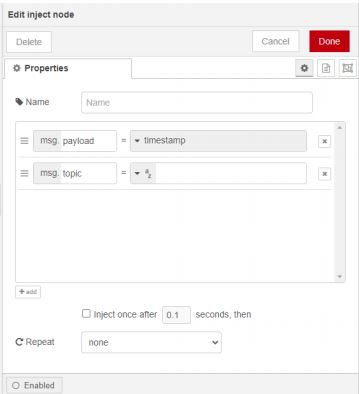 Edit inject node
Delete Cancel Done
Properties
Name Name
msg. payload = timestamp
msg. topic = a z
+ add
Inject once after 0.1 seconds, then
Repeat none
Enabled